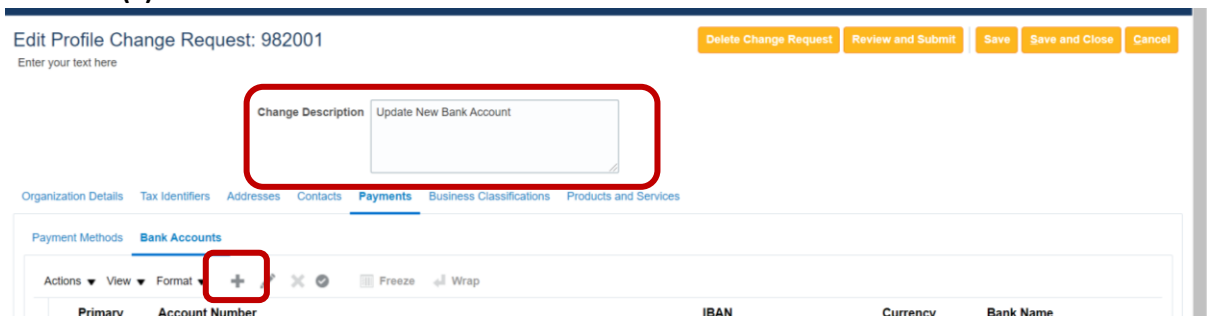 Edit Profile Change Request: 982001
Delete Change Request Review and Submit Save Save and Close Cancel
Enter your text here
Change Description Update New Bank Account
Organization Details Tax Identifiers Addresses Contacts Payments Business Classifications Products and Services
Payment Methods Bank Accounts
Actions View Format Freeze Wrap
Primary Account Number IBAN Currency Bank Name